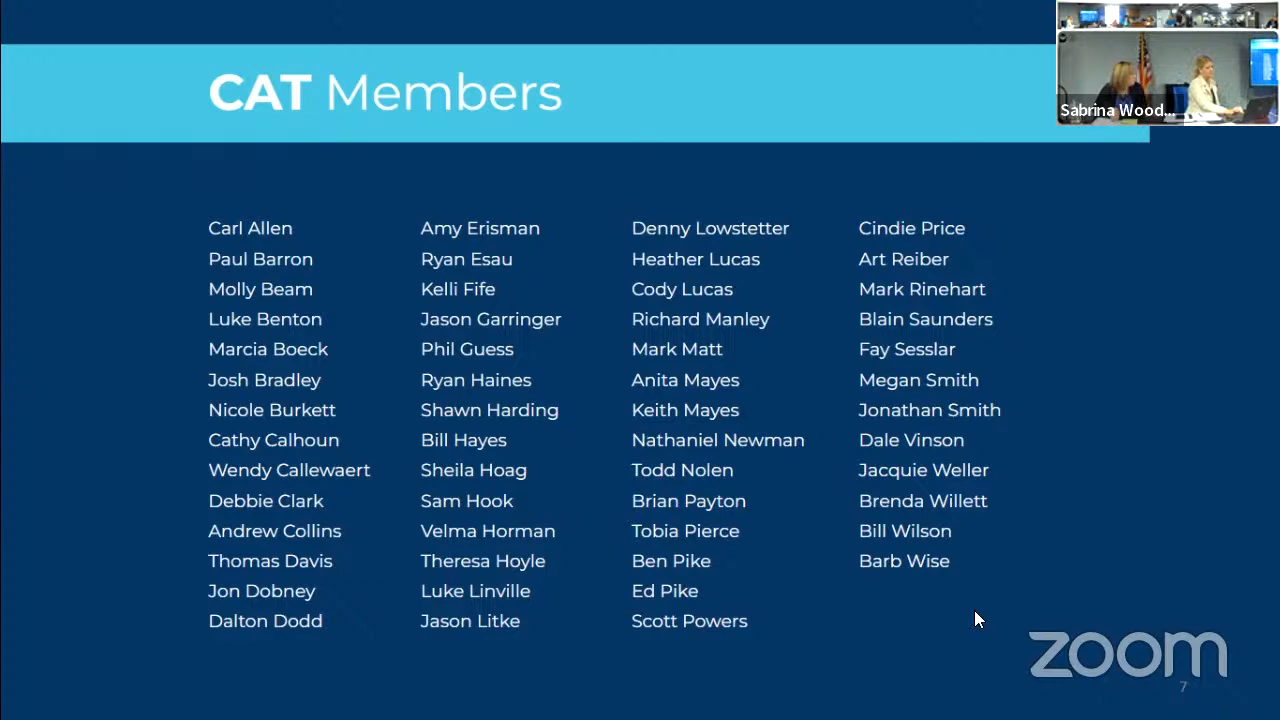 CAT Members
Sabrina Wood...
Carl Allen
Paul Barron
Molly Beam
Luke Benton
Marcia Boeck
Josh Bradley
Nicole Burkett
Cathy Calhoun
Wendy Callewaert
Debbie Clark
Andrew Collins
Thomas Davis
Jon Dobney
Dalton Dodd
Amy Erisman
Ryan Esau
Kelli Fife
Jason Garringer
Phil Guess
Ryan Haines
Shawn Harding
Bill Hayes
Sheila Hoag
Sam Hook
Velma Horman
Theresa Hoyle
Luke Linville
Jason Litke
Denny Lowstetter
Heather Lucas
Cody Lucas
Richard Manley
Mark Matt
Anita Mayes
Keith Mayes
Nathaniel Newman
Todd Nolen
Brian Payton
Tobia Pierce
Ben Pike
Ed Pike
Scott Powers
Cindie Price
Art Reiber
Mark Rinehart
Blain Saunders
Fay Sesslar
Megan Smith
Jonathan Smith
Dale Vinson
Jacquie Weller
Brenda Willett
Bill Wilson
Barb Wise
zoom
7